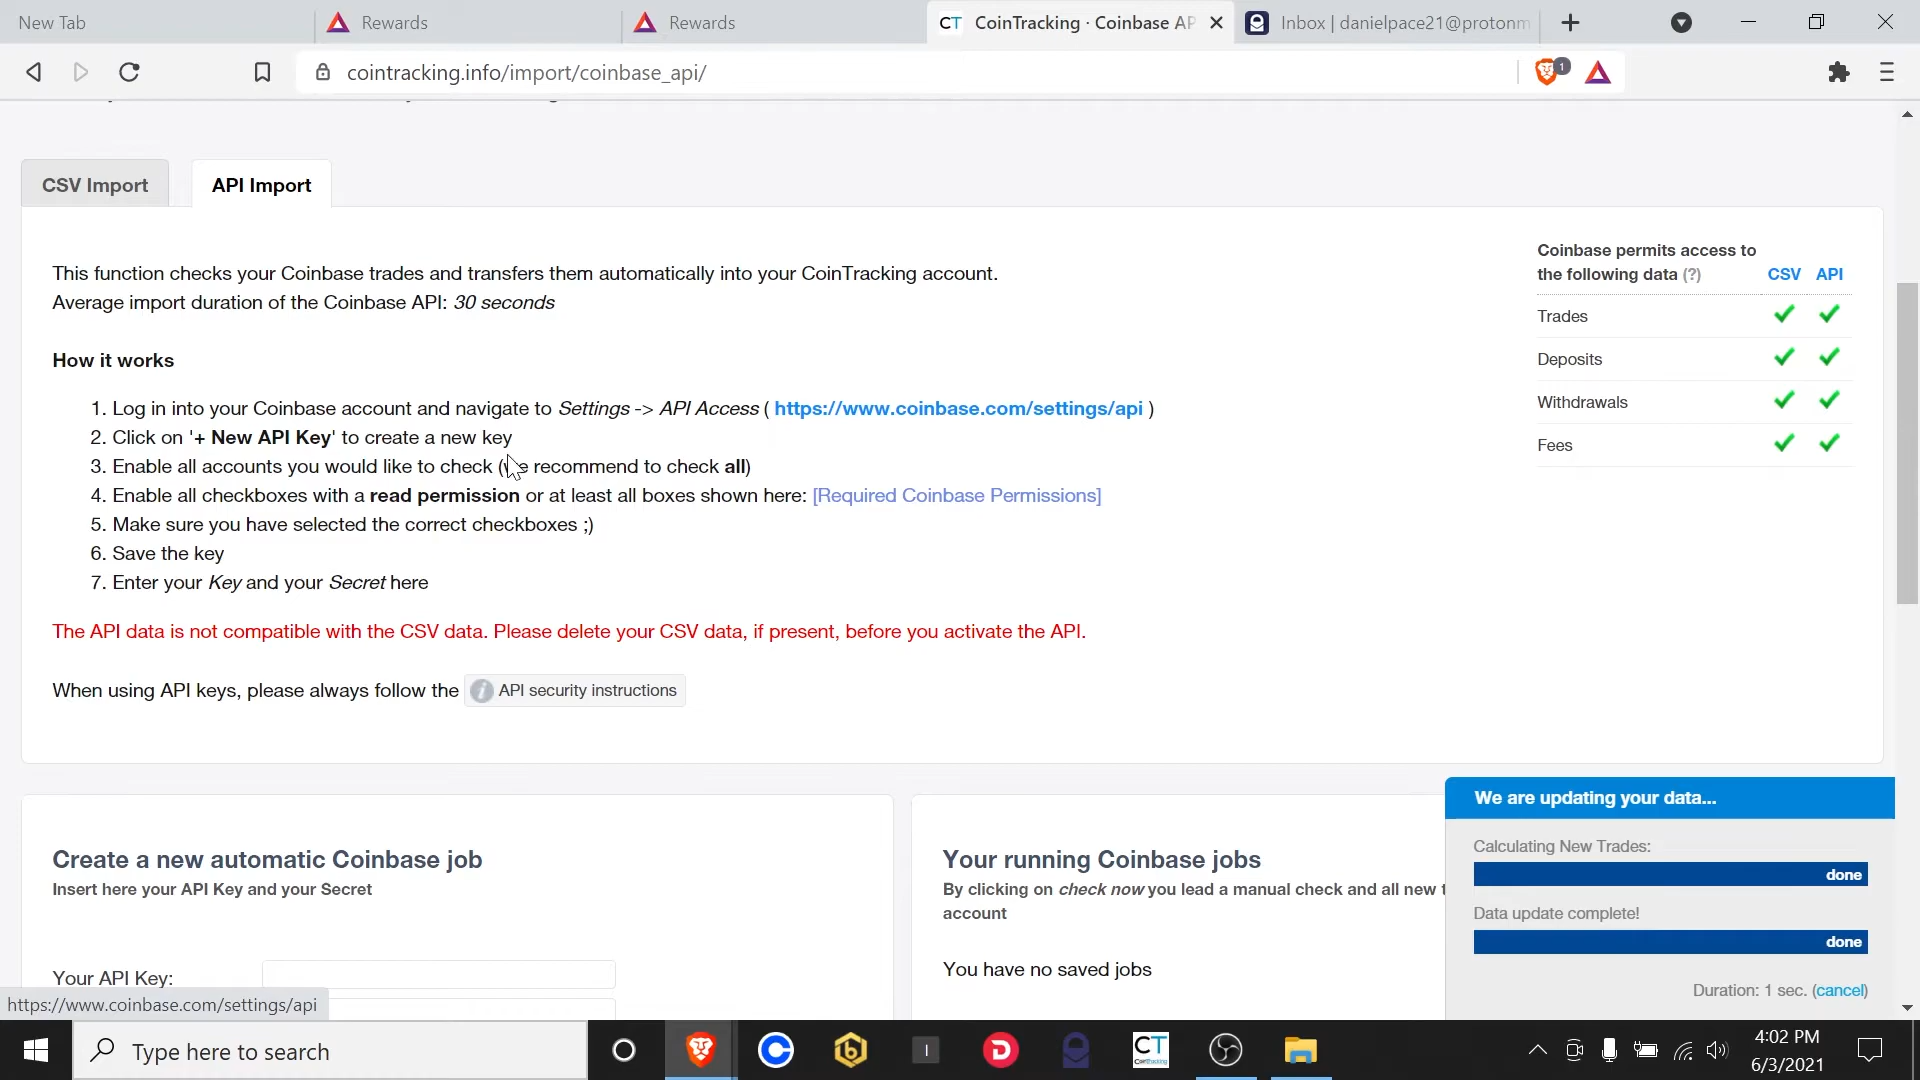 New Tab
Rewards
Rewards
CT CoinTracking · Coinbase AP
Inbox | danielpace21@protonm
cointracking.info/import/coinbase_api/
1
CSV Import
API Import
This function checks your Coinbase trades and transfers them automatically into your CoinTracking account.
Average import duration of the Coinbase API: 30 seconds
Coinbase permits access to
the following data (?) CSV API
Trades
Deposits
Withdrawals
Fees
How it works
1. Log in into your Coinbase account and navigate to Settings -> API Access ( https://www.coinbase.com/settings/api )
2. Click on '+ New API Key' to create a new key
3. Enable all accounts you would like to check (we recommend to check all)
4. Enable all checkboxes with a read permission or at least all boxes shown here: [Required Coinbase Permissions]
5. Make sure you have selected the correct checkboxes ;)
6. Save the key
7. Enter your Key and your Secret here
The API data is not compatible with the CSV data. Please delete your CSV data, if present, before you activate the API.
When using API keys, please always follow the API security instructions
Create a new automatic Coinbase job
Insert here your API Key and your Secret
Your API Key:
Your running Coinbase jobs
By clicking on check now you lead a manual check and all new t
account
You have no saved jobs
We are updating your data...
Calculating New Trades:
done
Data update complete!
done
Duration: 1 sec. (cancel)
https://www.coinbase.com/settings/api
Type here to search
CT
4:02 PM
6/3/2021